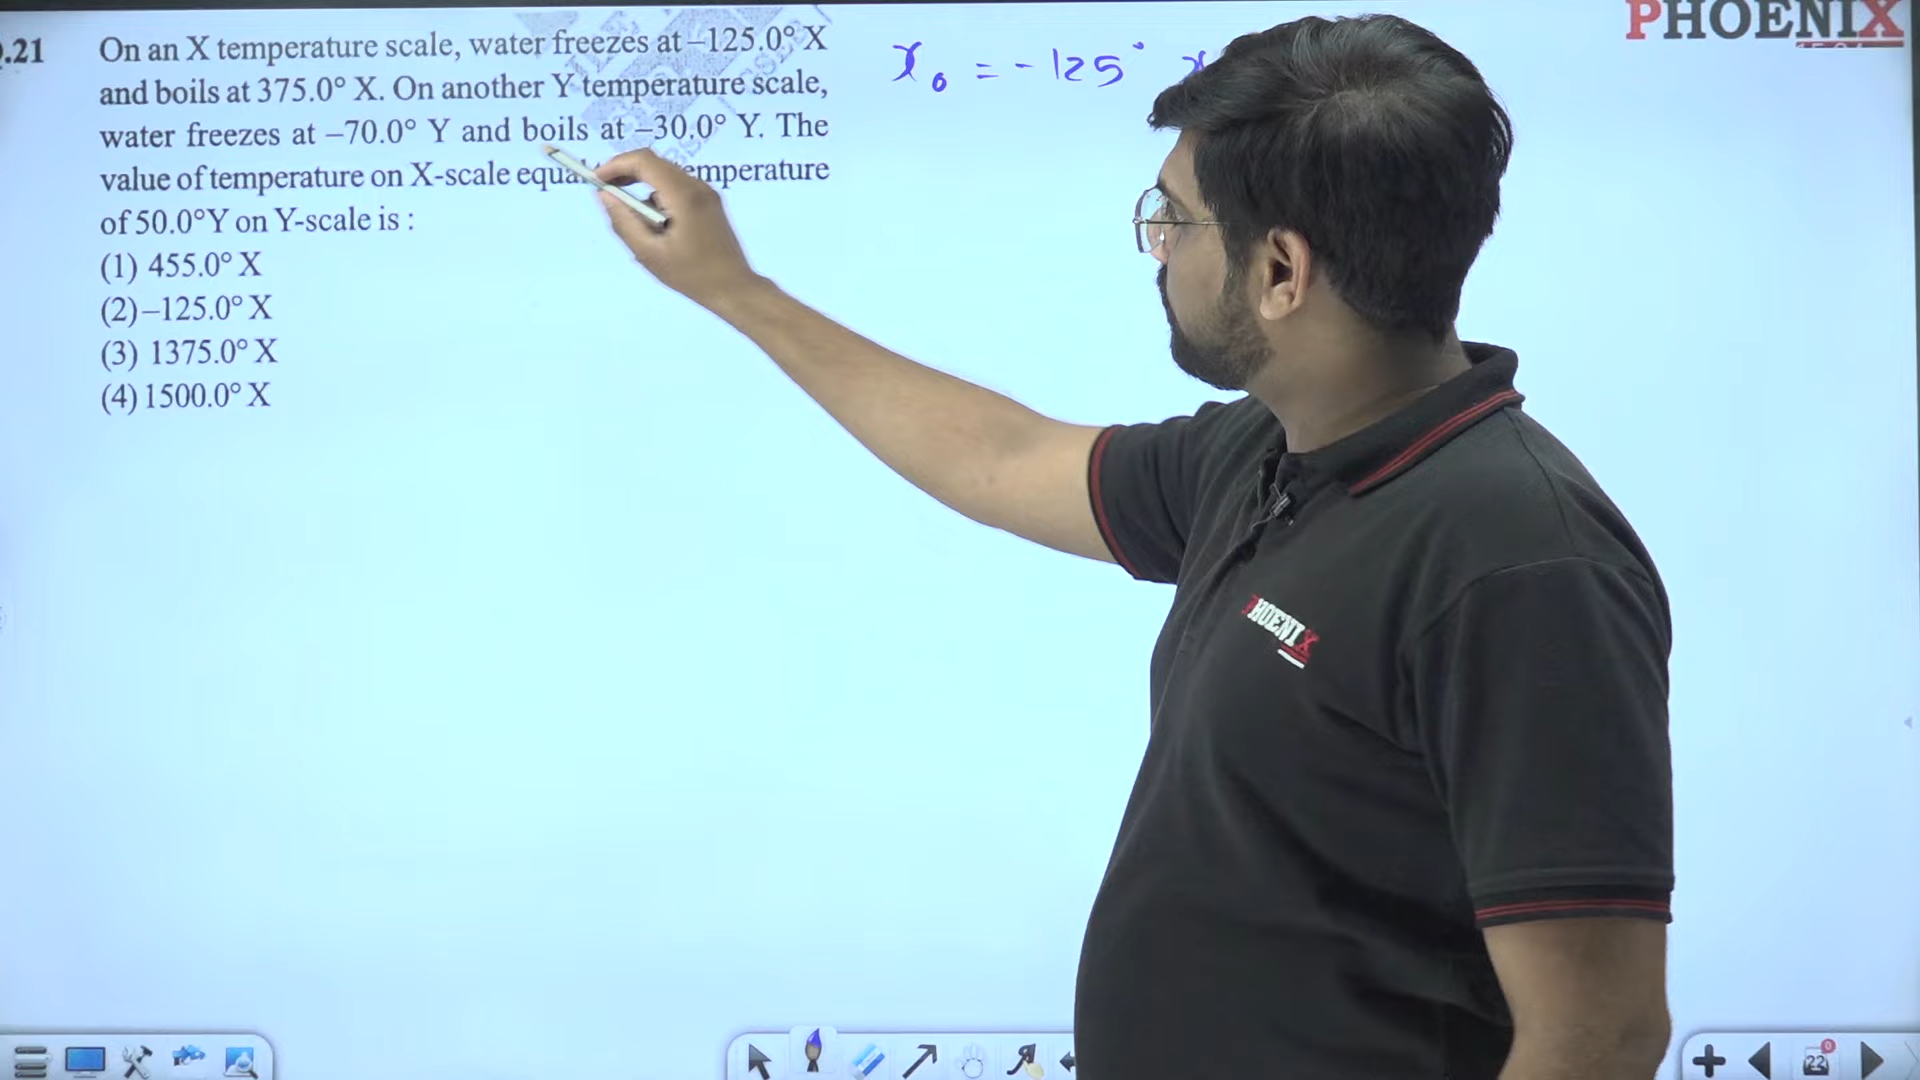 PHOENIX
.21 On an X temperature scale, water freezes at –125.0° X
and boils at 375.0° X. On another Y temperature scale,
water freezes at –70.0° Y and boils at –30.0° Y. The
value of temperature on X-scale equal temperature
of 50.0°Y on Y-scale is :
(1) 455.0° X
(2) –125.0° X
(3) 1375.0° X
(4) 1500.0° X
x₀ = -125° x
PHOENIX
22
0